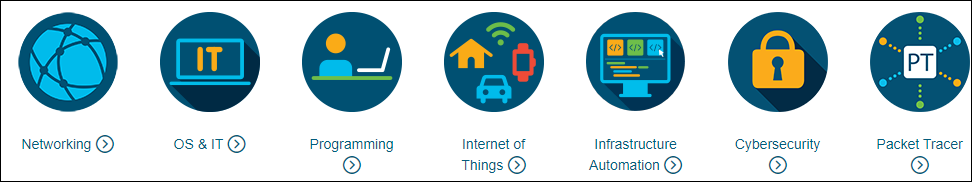 IT
</>
</>
</>
PT
Networking
OS & IT
Programming
Internet of
Things
Infrastructure
Automation
Cybersecurity
Packet Tracer